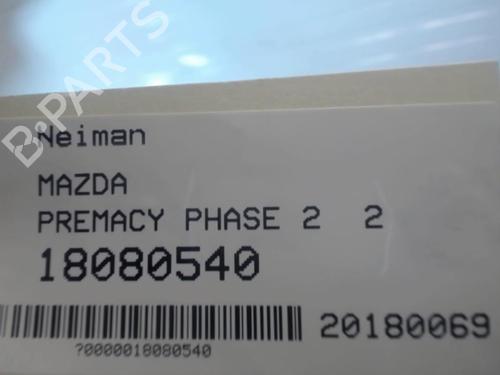 B-PARTS
Neiman
MAZDA
PREMACY PHASE 2 2
18080540
20180069
?0000018080540